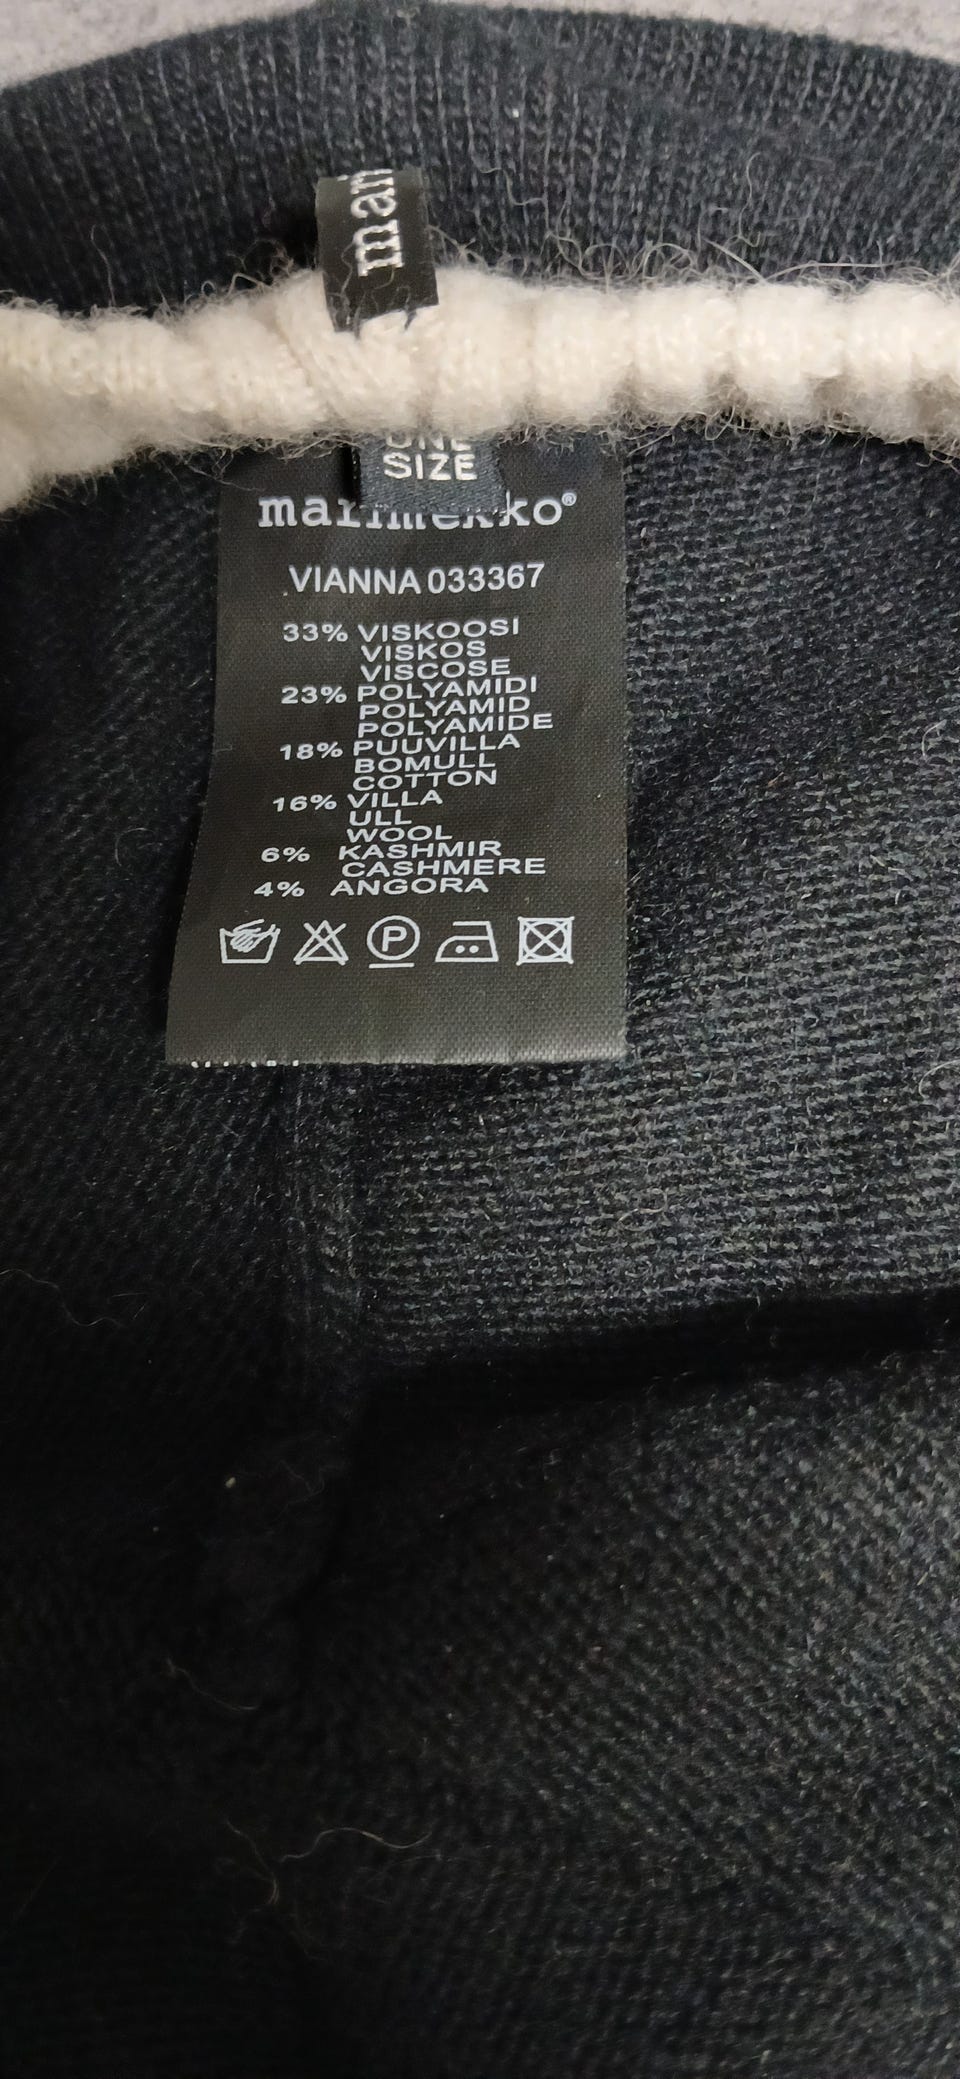 mari
ONE
SIZE
marimekko®
VIANNA 033367
33% VISKOOSI
VISKOS
VISCOSE
23% POLYAMIDI
POLYAMID
POLYAMIDE
18% PUUVILLA
BOMULL
COTTON
16% VILLA
ULL
WOOL
6% KASHMIR
CASHMERE
4% ANGORA
P